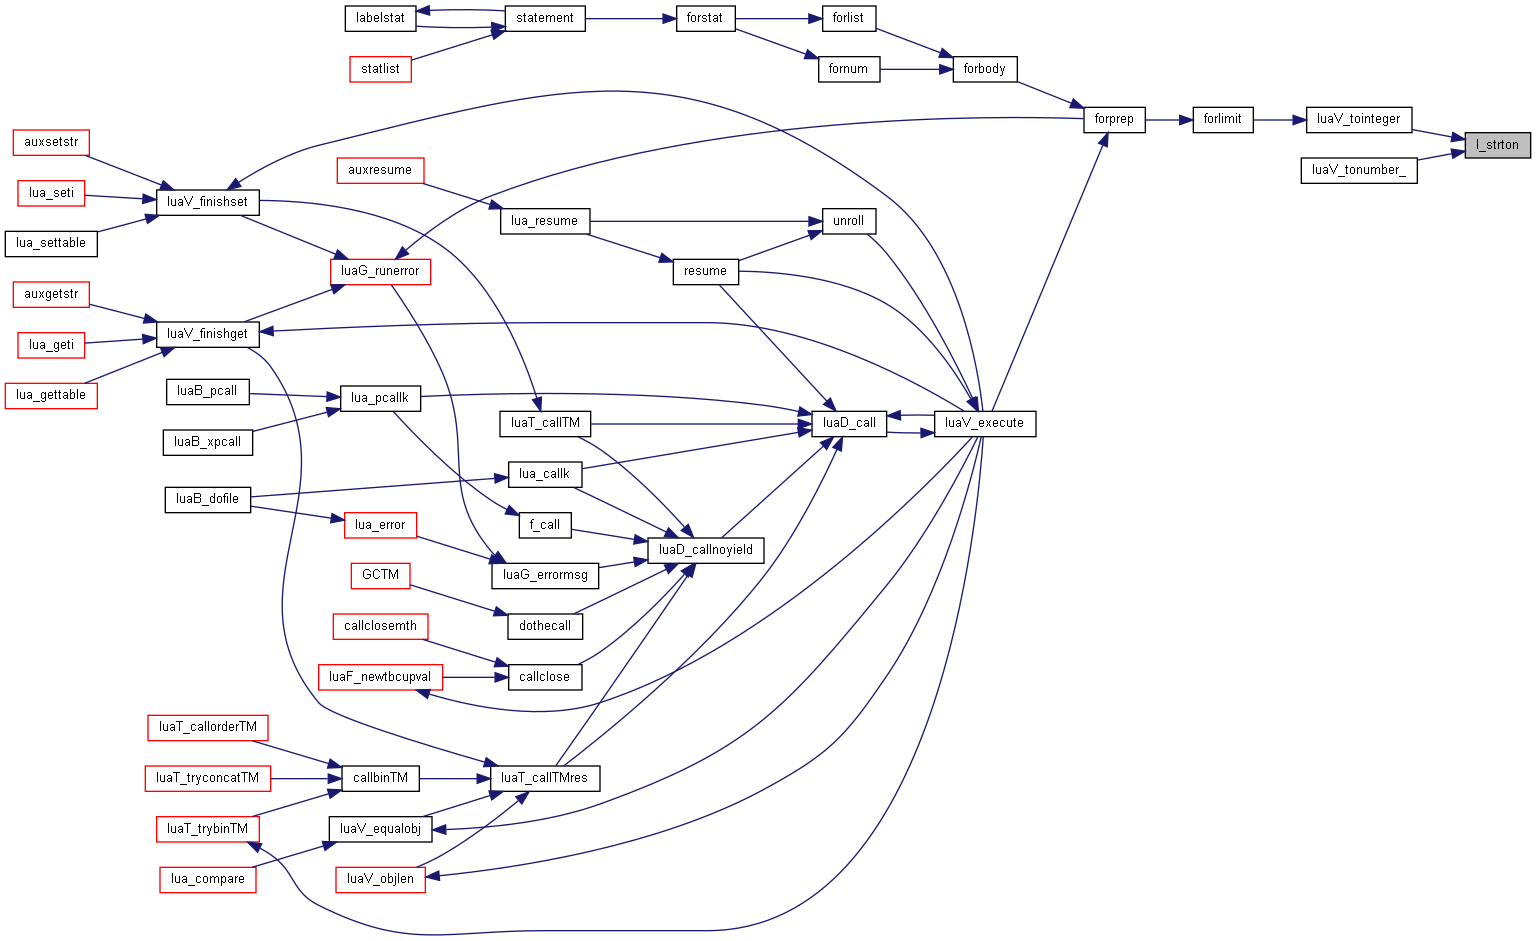 labelstat
statement
forstat
forlist
statlist
fornum
forbody
forprep
forlimit
luaV_tointeger
l_strton
luaV_tonumber_
auxsetstr
auxresume
lua_seti
luaV_finishset
lua_resume
unroll
lua_settable
luaG_runerror
resume
auxgetstr
luaV_finishget
lua_geti
lua_gettable
luaB_pcall
lua_pcallk
luaT_callTM
luaD_call
luaV_execute
luaB_xpcall
lua_callk
luaB_dofile
lua_error
f_call
luaD_callnoyield
GCTM
luaG_errormsg
callclosemth
dothecall
luaF_newtbcupval
callclose
luaT_callorderTM
luaT_tryconcatTM
callbinTM
luaT_callTMres
luaT_trybinTM
luaV_equalobj
lua_compare
luaV_objlen